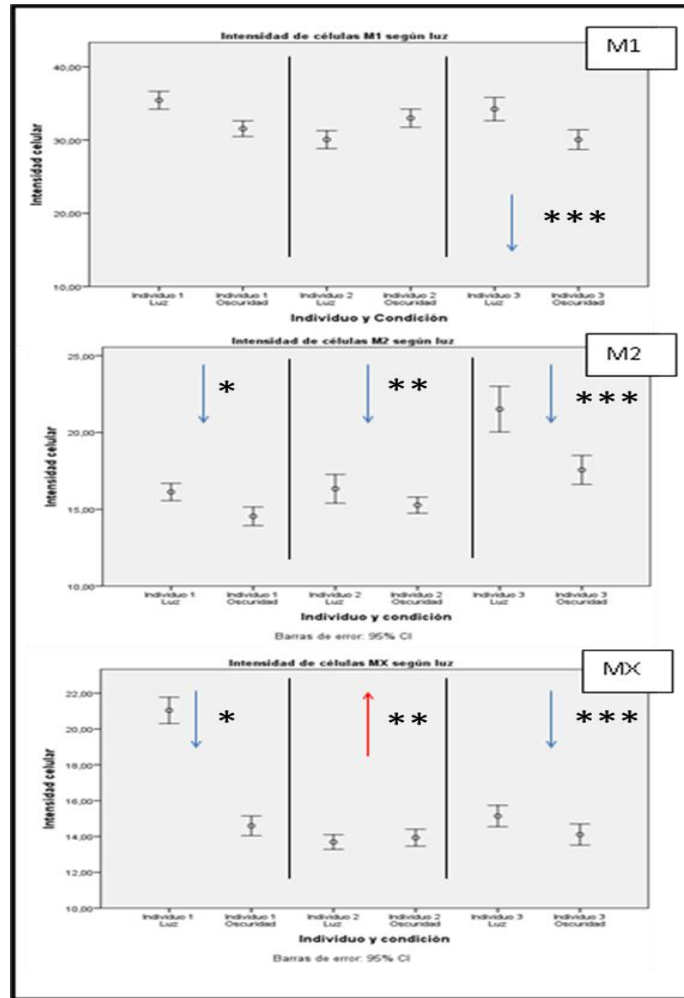 Intensidad de células M1 según luz
M1
Intensidad celular
40,00
30,00
20,00
10,00
***
Individuo 1 Individuo 1 Individuo 2 Individuo 2 Individuo 3 Individuo 3
Luz Oscuridad Luz Oscuridad Luz Oscuridad
Individuo y Condición
Intensidad de células M2 según luz
M2
Intensidad celular
25,00
20,00
15,00
10,00
* ** ***
Individuo 1 Individuo 1 Individuo 2 Individuo 2 Individuo 3 Individuo 3
Luz Oscuridad Luz Oscuridad Luz Oscuridad
Individuo y condición
Barras de error: 95% CI
Intensidad de células MX según luz
MX
Intensidad celular
22,00
20,00
18,00
16,00
14,00
12,00
10,00
* ** ***
Individuo 1 Individuo 1 Individuo 2 Individuo 2 Individuo 3 Individuo 3
Luz Oscuridad Luz Oscuridad Luz Oscuridad
Individuo y condición
Barras de error: 95% CI